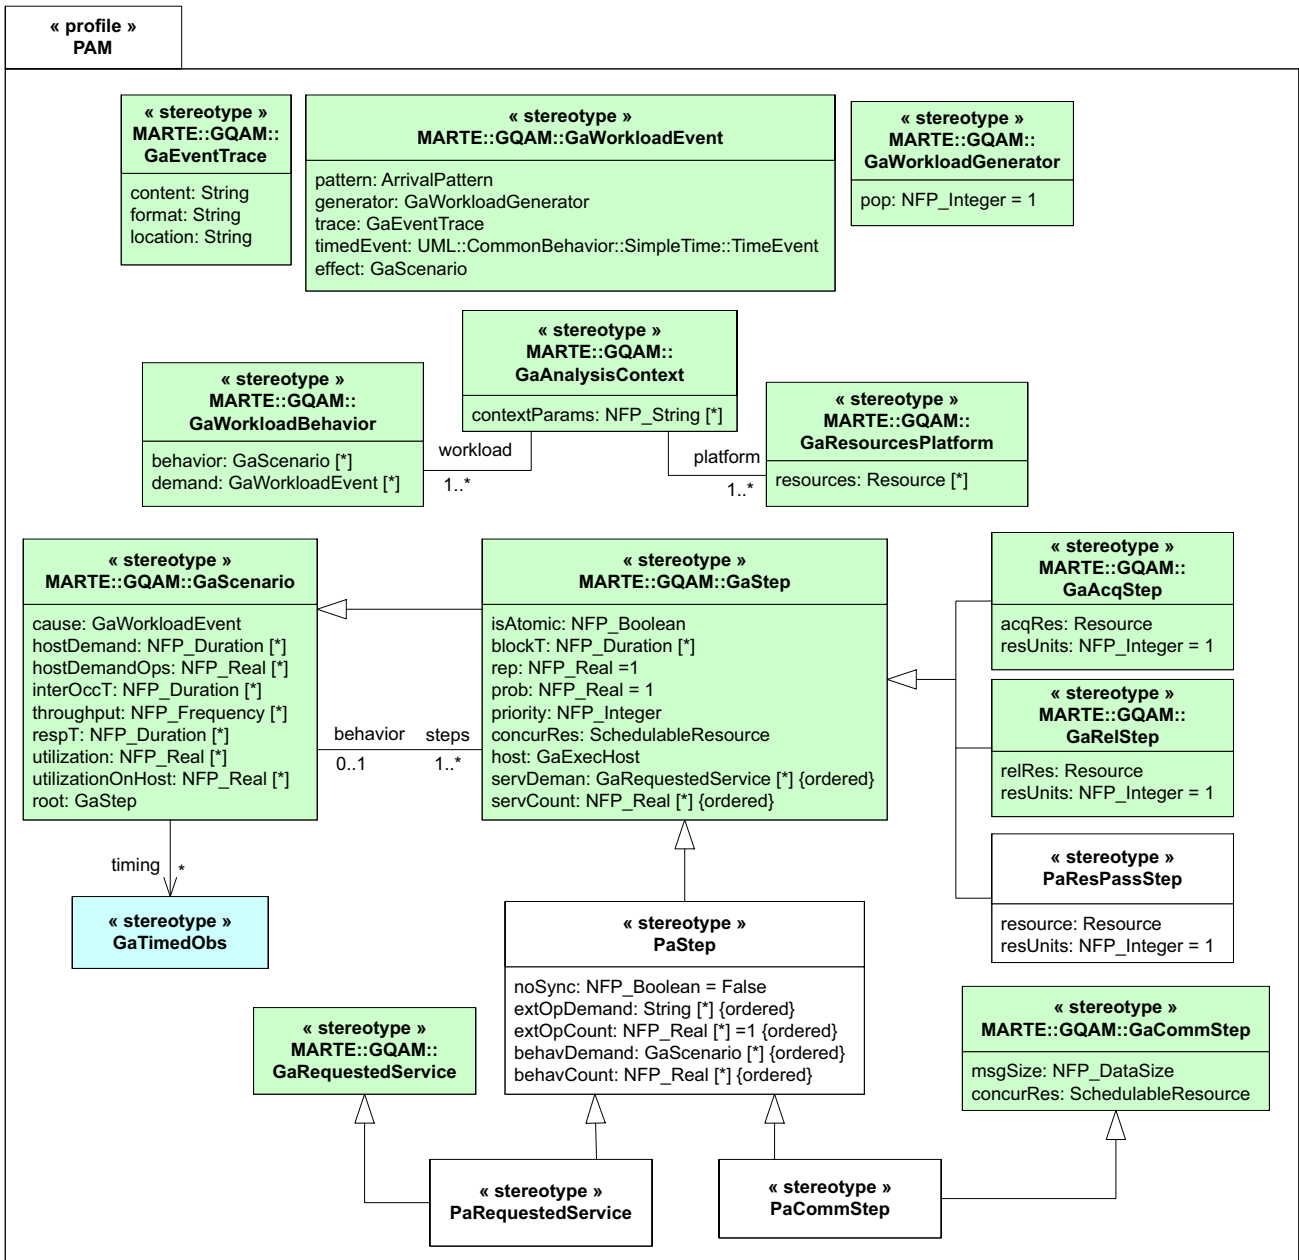 « profile »
PAM
« stereotype »
MARTE::GQAM::
GaEventTrace
content: String
format: String
location: String
« stereotype »
MARTE::GQAM::GaWorkloadEvent
pattern: ArrivalPattern
generator: GaWorkloadGenerator
trace: GaEventTrace
timedEvent: UML::CommonBehavior::SimpleTime::TimeEvent
effect: GaScenario
« stereotype »
MARTE::GQAM::
GaWorkloadGenerator
pop: NFP_Integer = 1
« stereotype »
MARTE::GQAM::
GaAnalysisContext
contextParams: NFP_String [*]
« stereotype »
MARTE::GQAM::
GaWorkloadBehavior
behavior: GaScenario [*]
demand: GaWorkloadEvent [*]
workload
1..*
platform
1..*
« stereotype »
MARTE::GQAM::
GaResourcesPlatform
resources: Resource [*]
« stereotype »
MARTE::GQAM::GaScenario
cause: GaWorkloadEvent
hostDemand: NFP_Duration [*]
hostDemandOps: NFP_Real [*]
interOccT: NFP_Duration [*]
throughput: NFP_Frequency [*]
respT: NFP_Duration [*]
utilization: NFP_Real [*]
utilizationOnHost: NFP_Real [*]
root: GaStep
behavior
0..1
steps
1..*
« stereotype »
MARTE::GQAM::GaStep
isAtomic: NFP_Boolean
blockT: NFP_Duration [*]
rep: NFP_Real =1
prob: NFP_Real = 1
priority: NFP_Integer
concurRes: SchedulableResource
host: GaExecHost
servDeman: GaRequestedService [*] {ordered}
servCount: NFP_Real [*] {ordered}
« stereotype »
MARTE::GQAM::
GaAcqStep
acqRes: Resource
resUnits: NFP_Integer = 1
« stereotype »
MARTE::GQAM::
GaRelStep
relRes: Resource
resUnits: NFP_Integer = 1
« stereotype »
PaResPassStep
resource: Resource
resUnits: NFP_Integer = 1
timing
*
« stereotype »
GaTimedObs
« stereotype »
PaStep
noSync: NFP_Boolean = False
extOpDemand: String [*] {ordered}
extOpCount: NFP_Real [*] =1 {ordered}
behavDemand: GaScenario [*] {ordered}
behavCount: NFP_Real [*] {ordered}
« stereotype »
MARTE::GQAM::
GaRequestedService
« stereotype »
MARTE::GQAM::GaCommStep
msgSize: NFP_DataSize
concurRes: SchedulableResource
« stereotype »
PaRequestedService
« stereotype »
PaCommStep